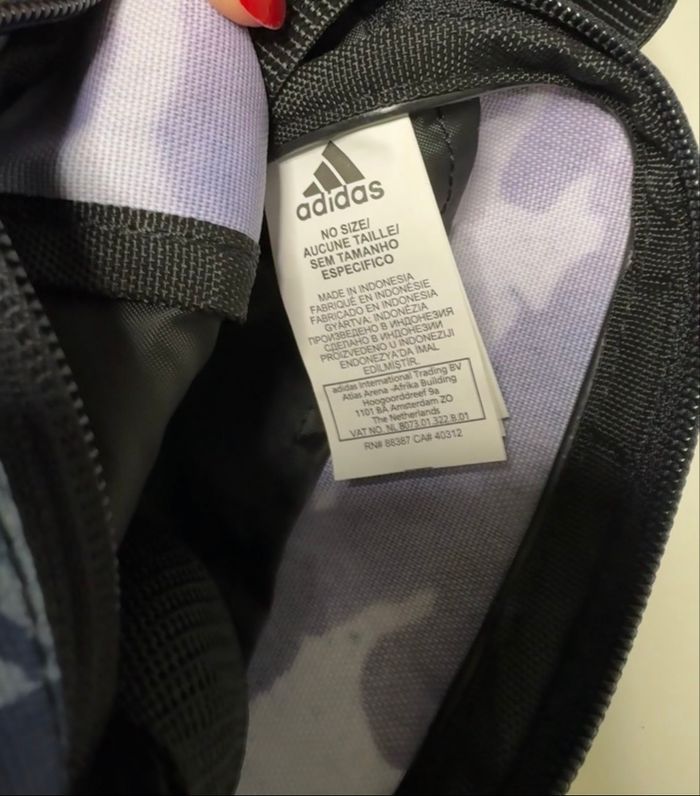 adidas
NO SIZE/
AUCUNE TAILLE/
SEM TAMANHO
ESPECIFICO
MADE IN INDONESIA
FABRIQUÉ EN INDONÉSIE
FABRICADO EN INDONESIA
GYÁRTVA: INDONÉZIA
ПРОИЗВЕДЕНО В ИНДОНЕЗИЯ
СДЕЛАНО В ИНДОНЕЗИИ
PROIZVEDENO U INDONEZIJI
ENDONEZYA'DA İMAL
EDİLMİŞTİR.
adidas International Trading BV
Atlas Arena -Afrika Building
Hoogoorddreef 9a
1101 BA Amsterdam ZO
The Netherlands
VAT NO. NL 8073.01.322.B.01
RN# 88387 CA# 40312